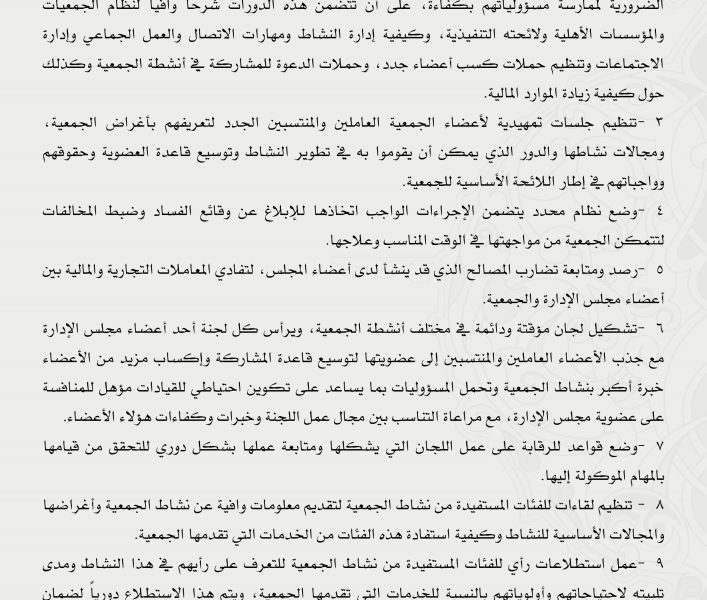 الضرورية لممارسة مسؤولياتهم بكفاءة، على أن تتضمن هذه الدورات شرحاً وافياً لنظام الجمعيات
والمؤسسات الأهلية ولائحته التنفيذية، وكيفية إدارة النشاط ومهارات الاتصال والعمل الجماعي وإدارة
الاجتماعات وتنظيم حملات كسب أعضاء جدد، وحملات الدعوة للمشاركة في أنشطة الجمعية وكذلك
حول كيفية زيادة الموارد المالية.
٣ -تنظيم جلسات تمهيدية لأعضاء الجمعية العاملين والمنتسبين الجدد لتعريفهم بأغراض الجمعية،
ومجالات نشاطها والدور الذي يمكن أن يقوموا به في تطوير النشاط وتوسيع قاعدة العضوية وحقوقهم
وواجباتهم في إطار اللائحة الأساسية للجمعية.
٤ -وضع نظام محدد يتضمن الإجراءات الواجب اتخاذها للإبلاغ عن وقائع الفساد وضبط المخالفات
لتتمكن الجمعية من مواجهتها في الوقت المناسب وعلاجها.
٥ -رصد ومتابعة تضارب المصالح الذي قد ينشأ لدى أعضاء المجلس، لتفادي المعاملات التجارية والمالية بين
أعضاء مجلس الإدارة والجمعية.
٦ -تشكيل لجان مؤقتة ودائمة في مختلف أنشطة الجمعية، ويرأس كل لجنة أحد أعضاء مجلس الإدارة
مع جذب الأعضاء العاملين والمنتسبين إلى عضويتها لتوسيع قاعدة المشاركة وإكساب مزيد من الأعضاء
خبرة أكبر بنشاط الجمعية وتحمل المسؤوليات بما يساعد على تكوين احتياطي للقيادات مؤهل للمنافسة
على عضوية مجلس الإدارة، مع مراعاة التناسب بين مجال عمل اللجنة وخبرات وكفاءات هؤلاء الأعضاء.
٧ -وضع قواعد للرقابة على عمل اللجان التي يشكلها ومتابعة عملها بشكل دوري للتحقق من قيامها
بالمهام الموكولة إليها.
٨ - تنظيم لقاءات للفئات المستفيدة من نشاط الجمعية لتقديم معلومات وافية عن نشاط الجمعية وأغراضها
والمجالات الأساسية للنشاط وكيفية استفادة هذه الفئات من الخدمات التي تقدمها الجمعية.
٩ -عمل استطلاعات رأي للفئات المستفيدة من نشاط الجمعية للتعرف على رأيهم في هذا النشاط ومدى
تلبيته لاحتياجاتهم وأولوياتهم بالنسبة للخدمات التي تقدمها الجمعية، ويتم هذا الاستطلاع دورياً لضمان